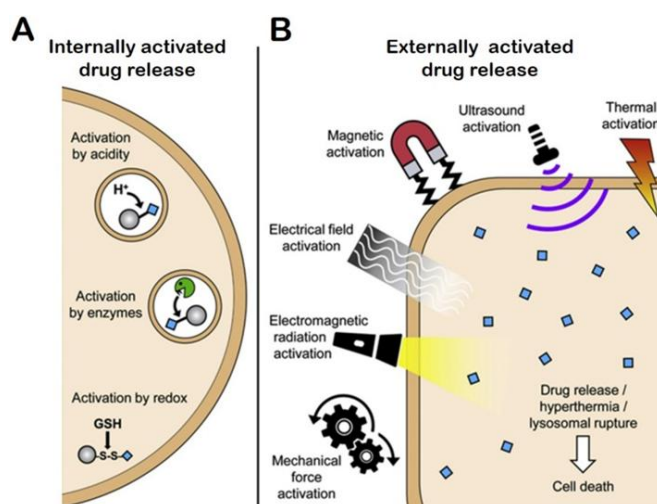 A
Internally activated
drug release
Activation
by acidity
H+
Activation
by enzymes
Activation by redox
GSH
-S-S-
B
Externally activated
drug release
Magnetic
activation
Ultrasound
activation
Thermal
activation
Electrical field
activation
Electromagnetic
radiation
activation
Mechanical
force
activation
Drug release /
hyperthermia /
lysosomal rupture
Cell death